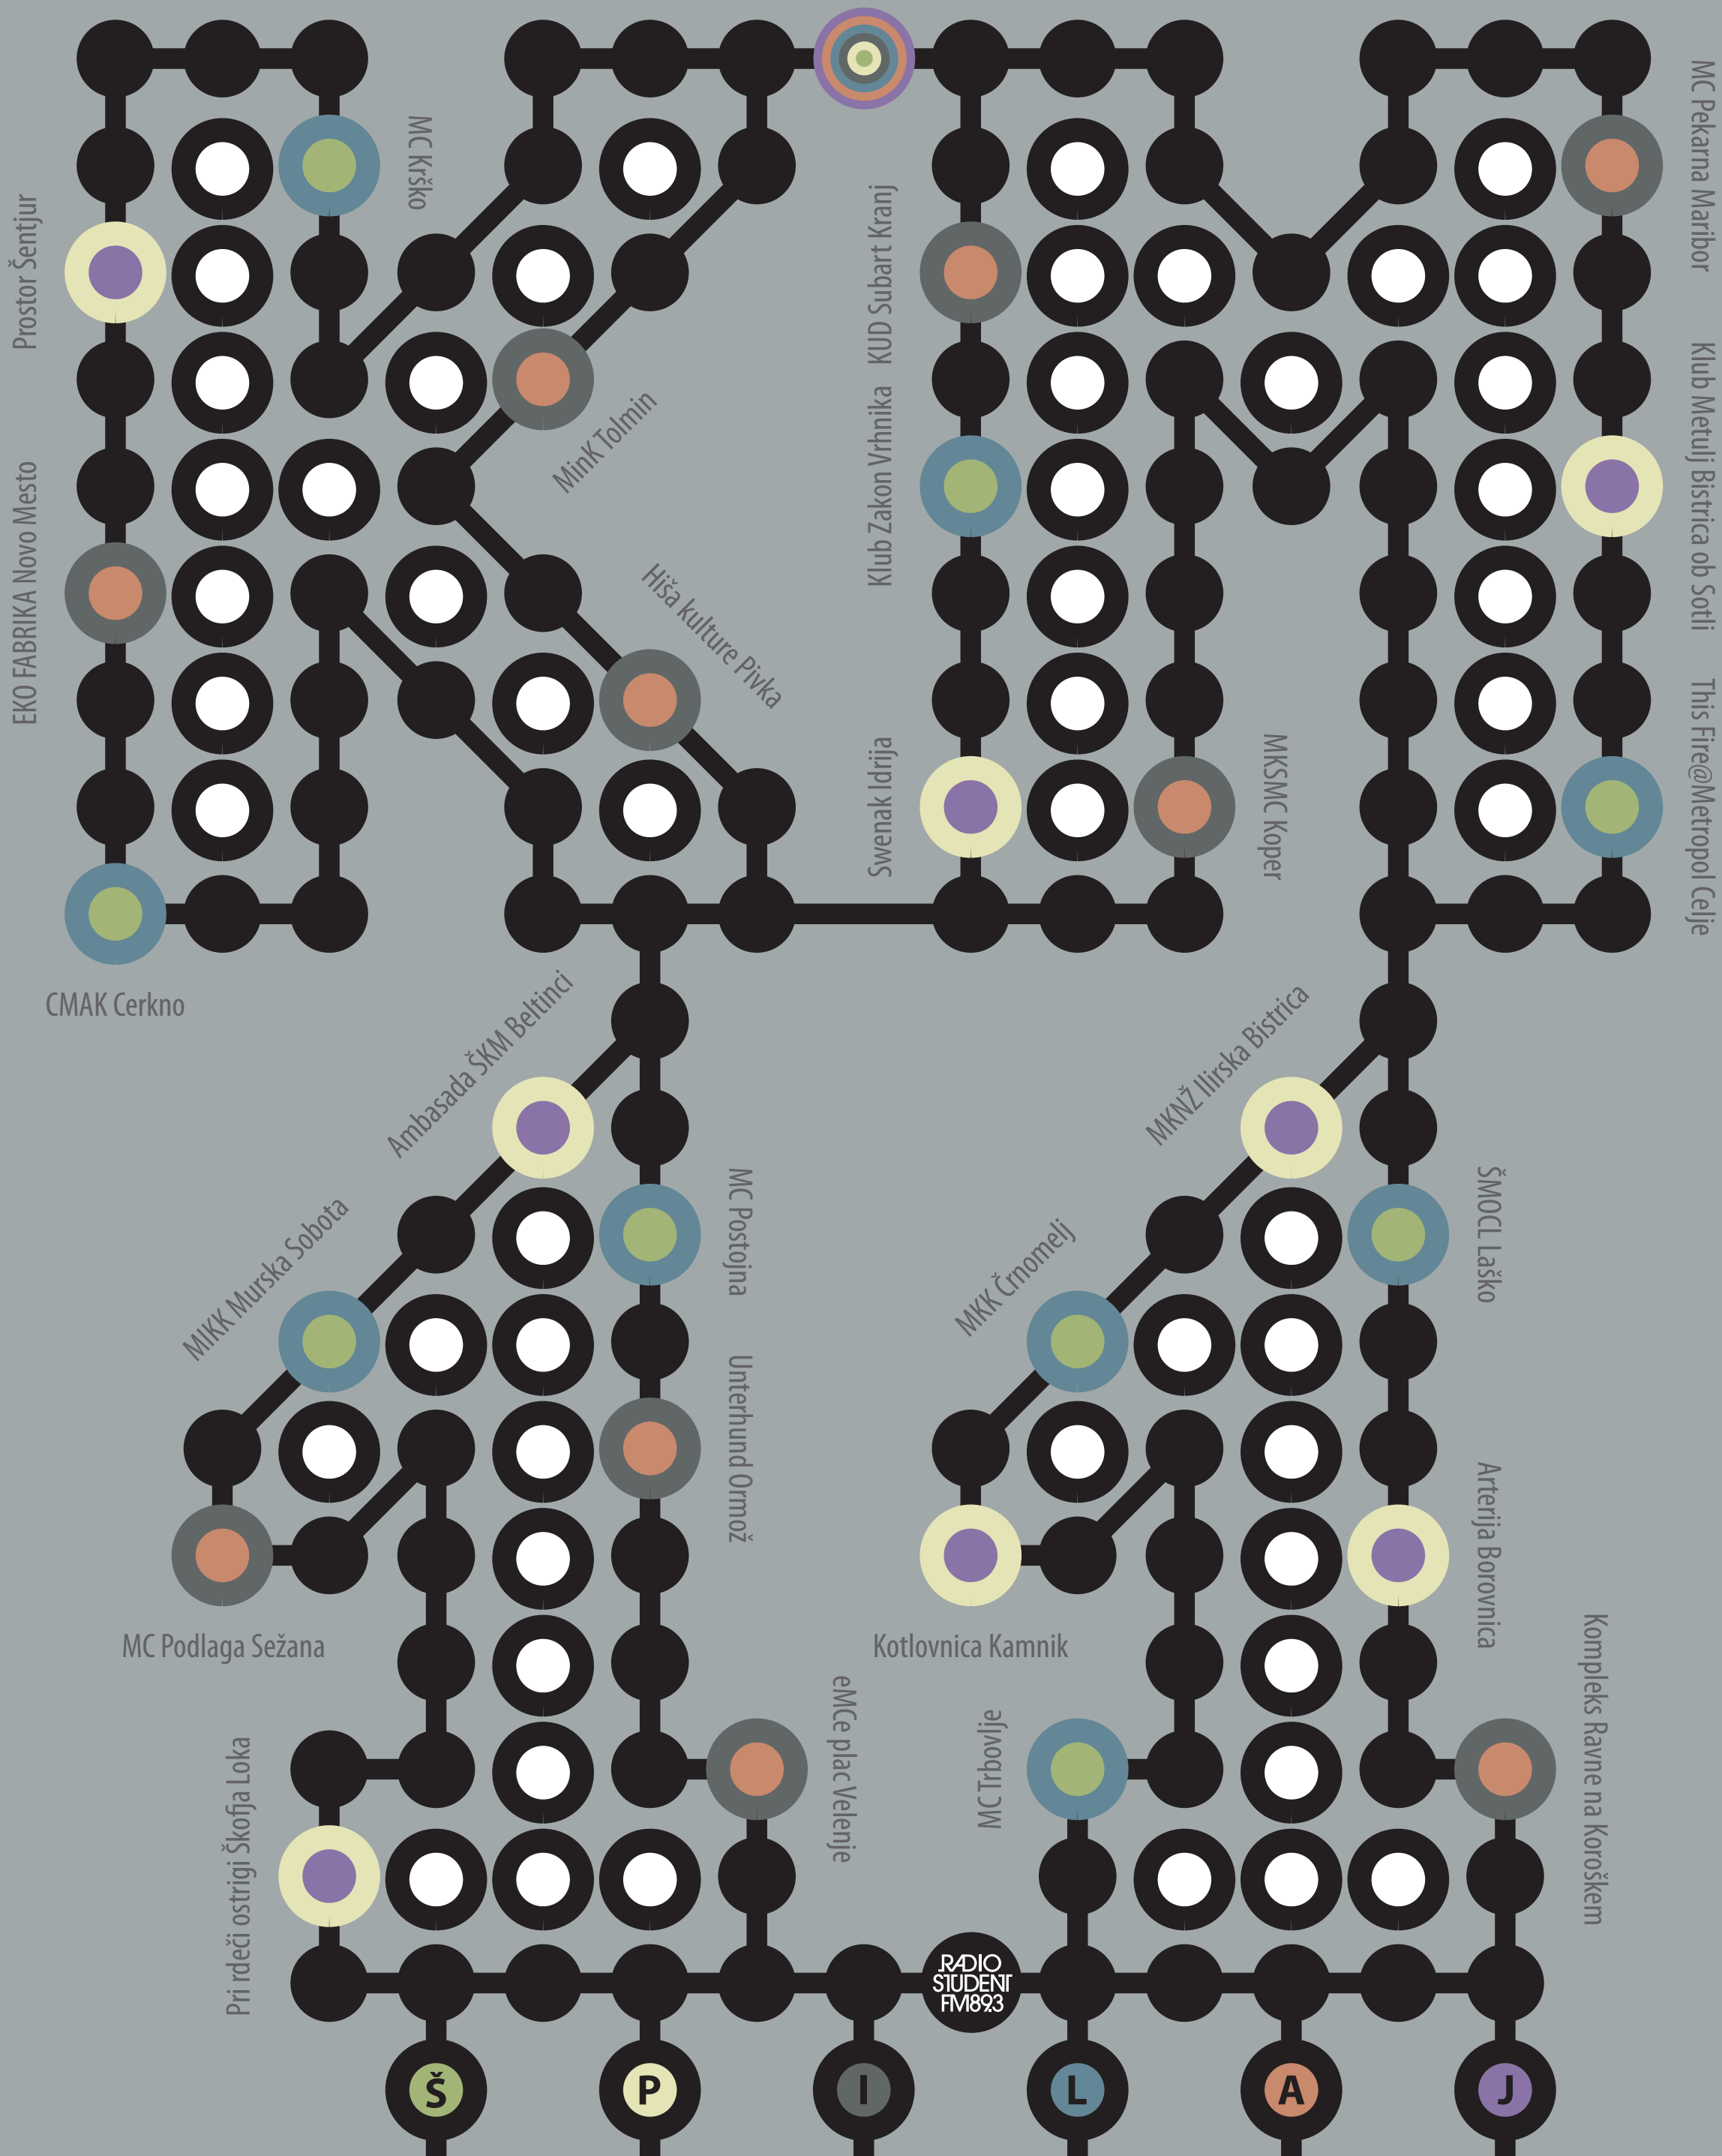 MC Krško
MC Pekarna Maribor
Prostor Šentjur
KUD Subart Kranj
MinK Tolmin
Klub Zakon Vrhnika
Klub Metulj Bistrica ob Sotli
EKO FABRIKA Novo Mesto
Hiša kulture Pivka
Swenak Idrija
MKSMC Koper
This Fire@Metropol Celje
CMAK Cerkno
Ambasada ŠKM Beltinci
MKNŽ Ilirska Bistrica
MIKK Murska Sobota
MC Postojna
MKK Črnomelj
ŠMOCL Laško
Unterhund Ormož
Arterija Borovnica
MC Podlaga Sežana
Kotlovnica Kamnik
Pri rdeči ostrigi Škofja Loka
eMCe plac Velenje
MC Trbovlje
Kompleks Ravne na Koroškem
RADIO
STUDENT
FM89.3
Š P I L A J